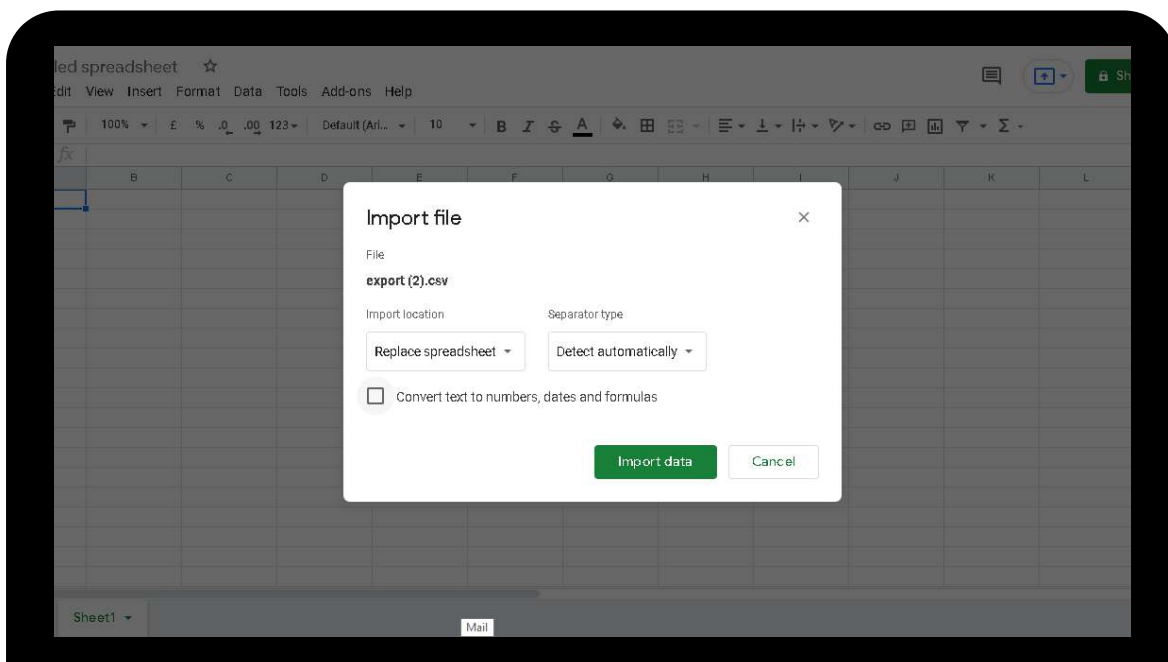 led spreadsheet
Edit View Insert Format Data Tools Add-ons Help
Sh
100% £ % .0 .00 123 Default (Ari... 10 B I S A Σ
fx
B C D E F G H I J K L
Import file
File
export (2).csv
Import location Separator type
Replace spreadsheet Detect automatically
Convert text to numbers, dates and formulas
Import data Cancel
Sheet1
Mail